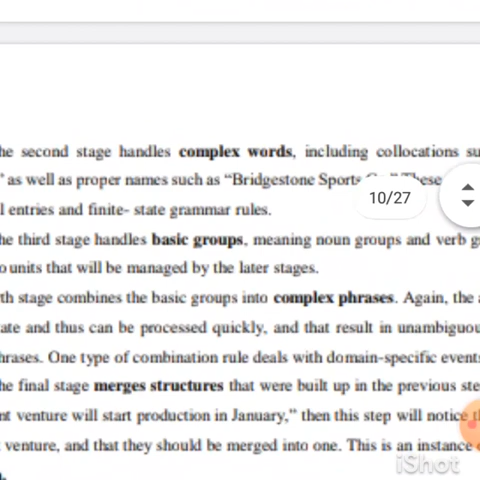 he second stage handles complex words, including collocations su
" as well as proper names such as “Bridgestone Sports
l entries and finite- state grammar rules.
10/27
he third stage handles basic groups, meaning noun groups and verb g
o units that will be managed by the later stages.
th stage combines the basic groups into complex phrases. Again, the
ate and thus can be processed quickly, and that result in unambiguou
hrases. One type of combination rule deals with domain-specific events
he final stage merges structures that were built up in the previous ste
nt venture will start production in January,” then this step will notice
venture, and that they should be merged into one. This is an instance
iShot